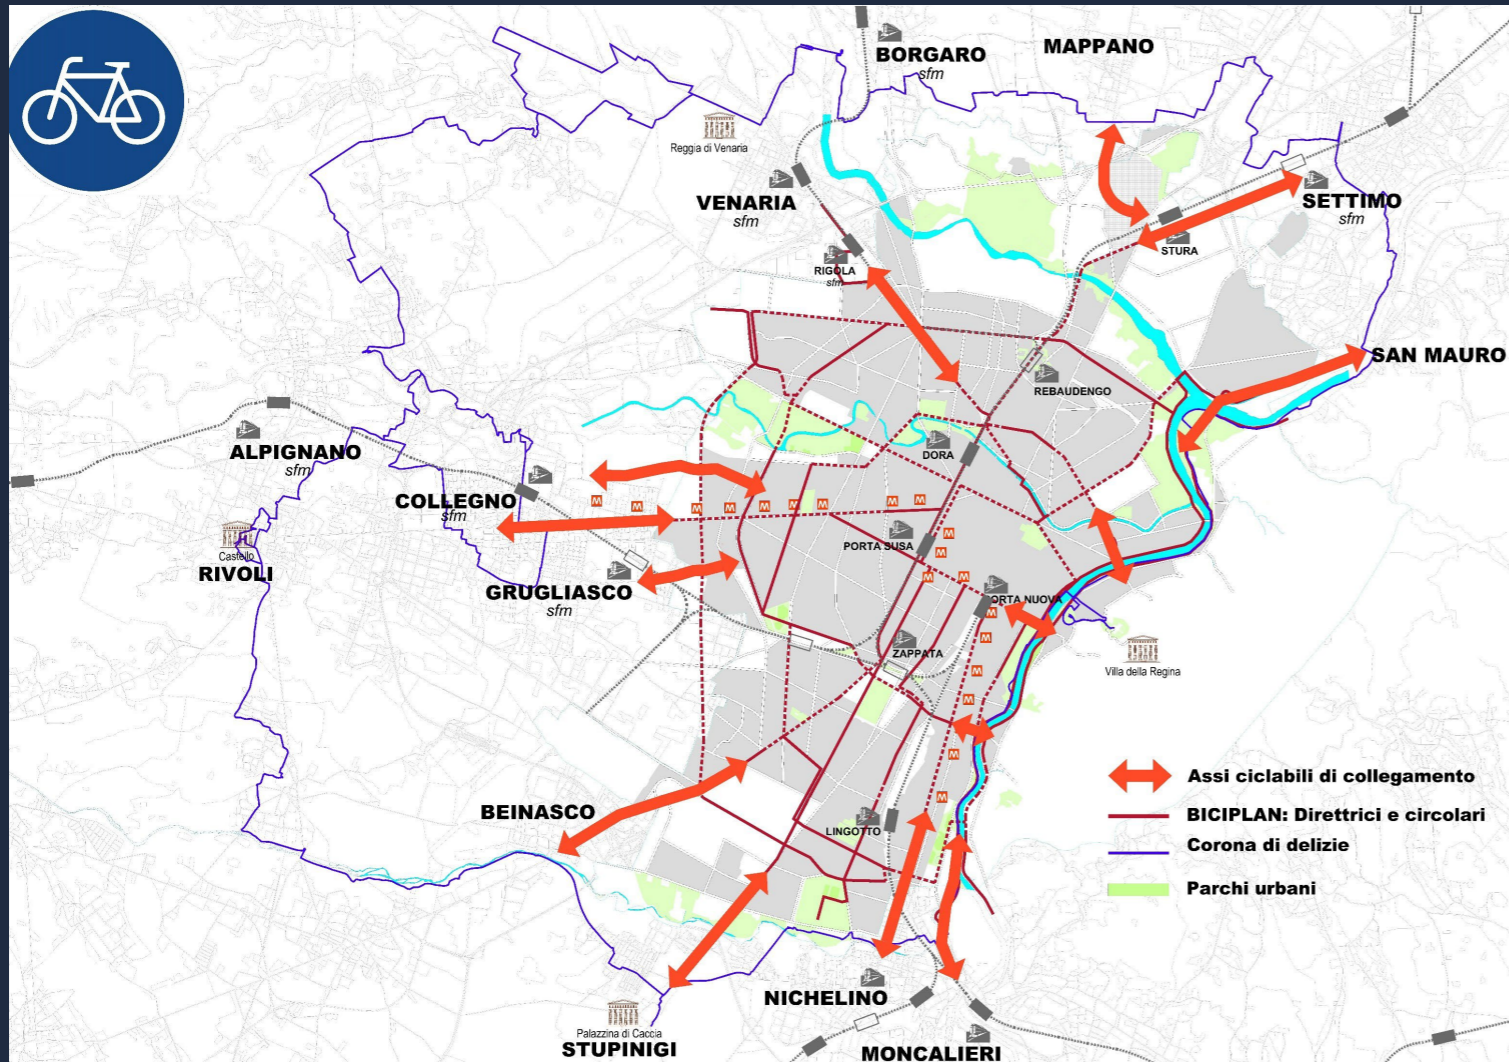 BORGARO
sfm
MAPPANO
Reggia di Venaria
VENARIA
sfm
SETTIMO
sfm
STURA
RIGOLA
sfm
SAN MAURO
REBAUDENGO
ALPIGNANO
sfm
DORA
COLLEGNO
sfm
M
M
M
M
M
M
M
M
M
Castello
RIVOLI
PORTA SUSA
M
M
M
M
GRUGLIASCO
sfm
ORTA NUOVA
M
M
ZAPPATA
Villa della Regina
M
M
M
Assi ciclabili di collegamento
M
BEINASCO
BICIPLAN: Direttrici e circolari
LINGOTTO
Corona di delizie
Parchi urbani
NICHELINO
Palazzina di Caccia
STUPINIGI
MONCALIERI